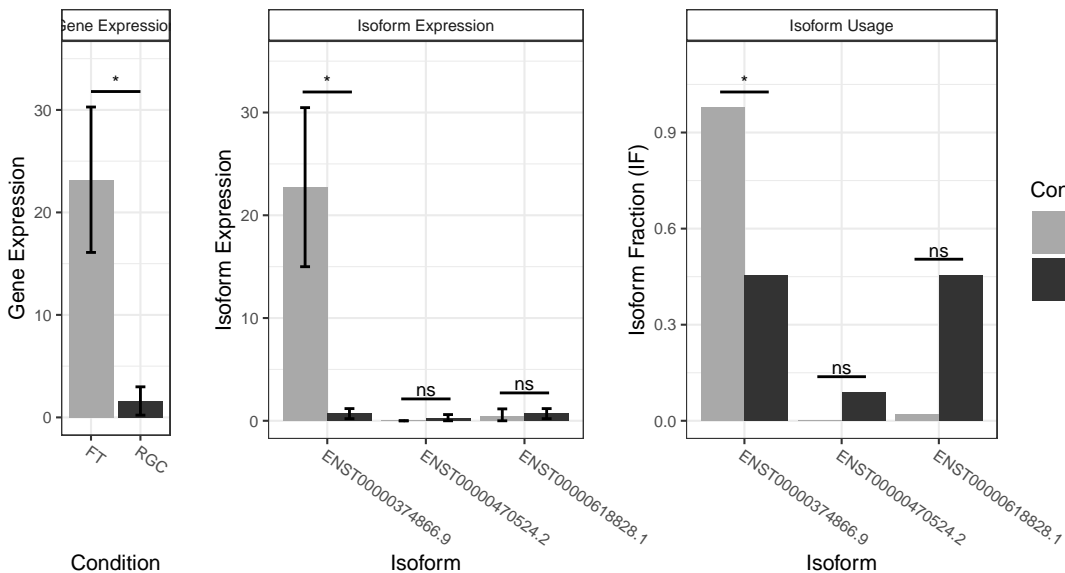 Gene Expression
Isoform Expression
Isoform Usage
Gene Expression
30
20
10
0
*
FT
RGC
Condition
Isoform Expression
30
20
10
0
*
ns
ns
ENST00000374866.9
ENST00000470524.2
ENST00000618828.1
Isoform
Isoform Fraction (IF)
0.9
0.6
0.3
0.0
*
ns
ns
ENST00000374866.9
ENST00000470524.2
ENST00000618828.1
Isoform